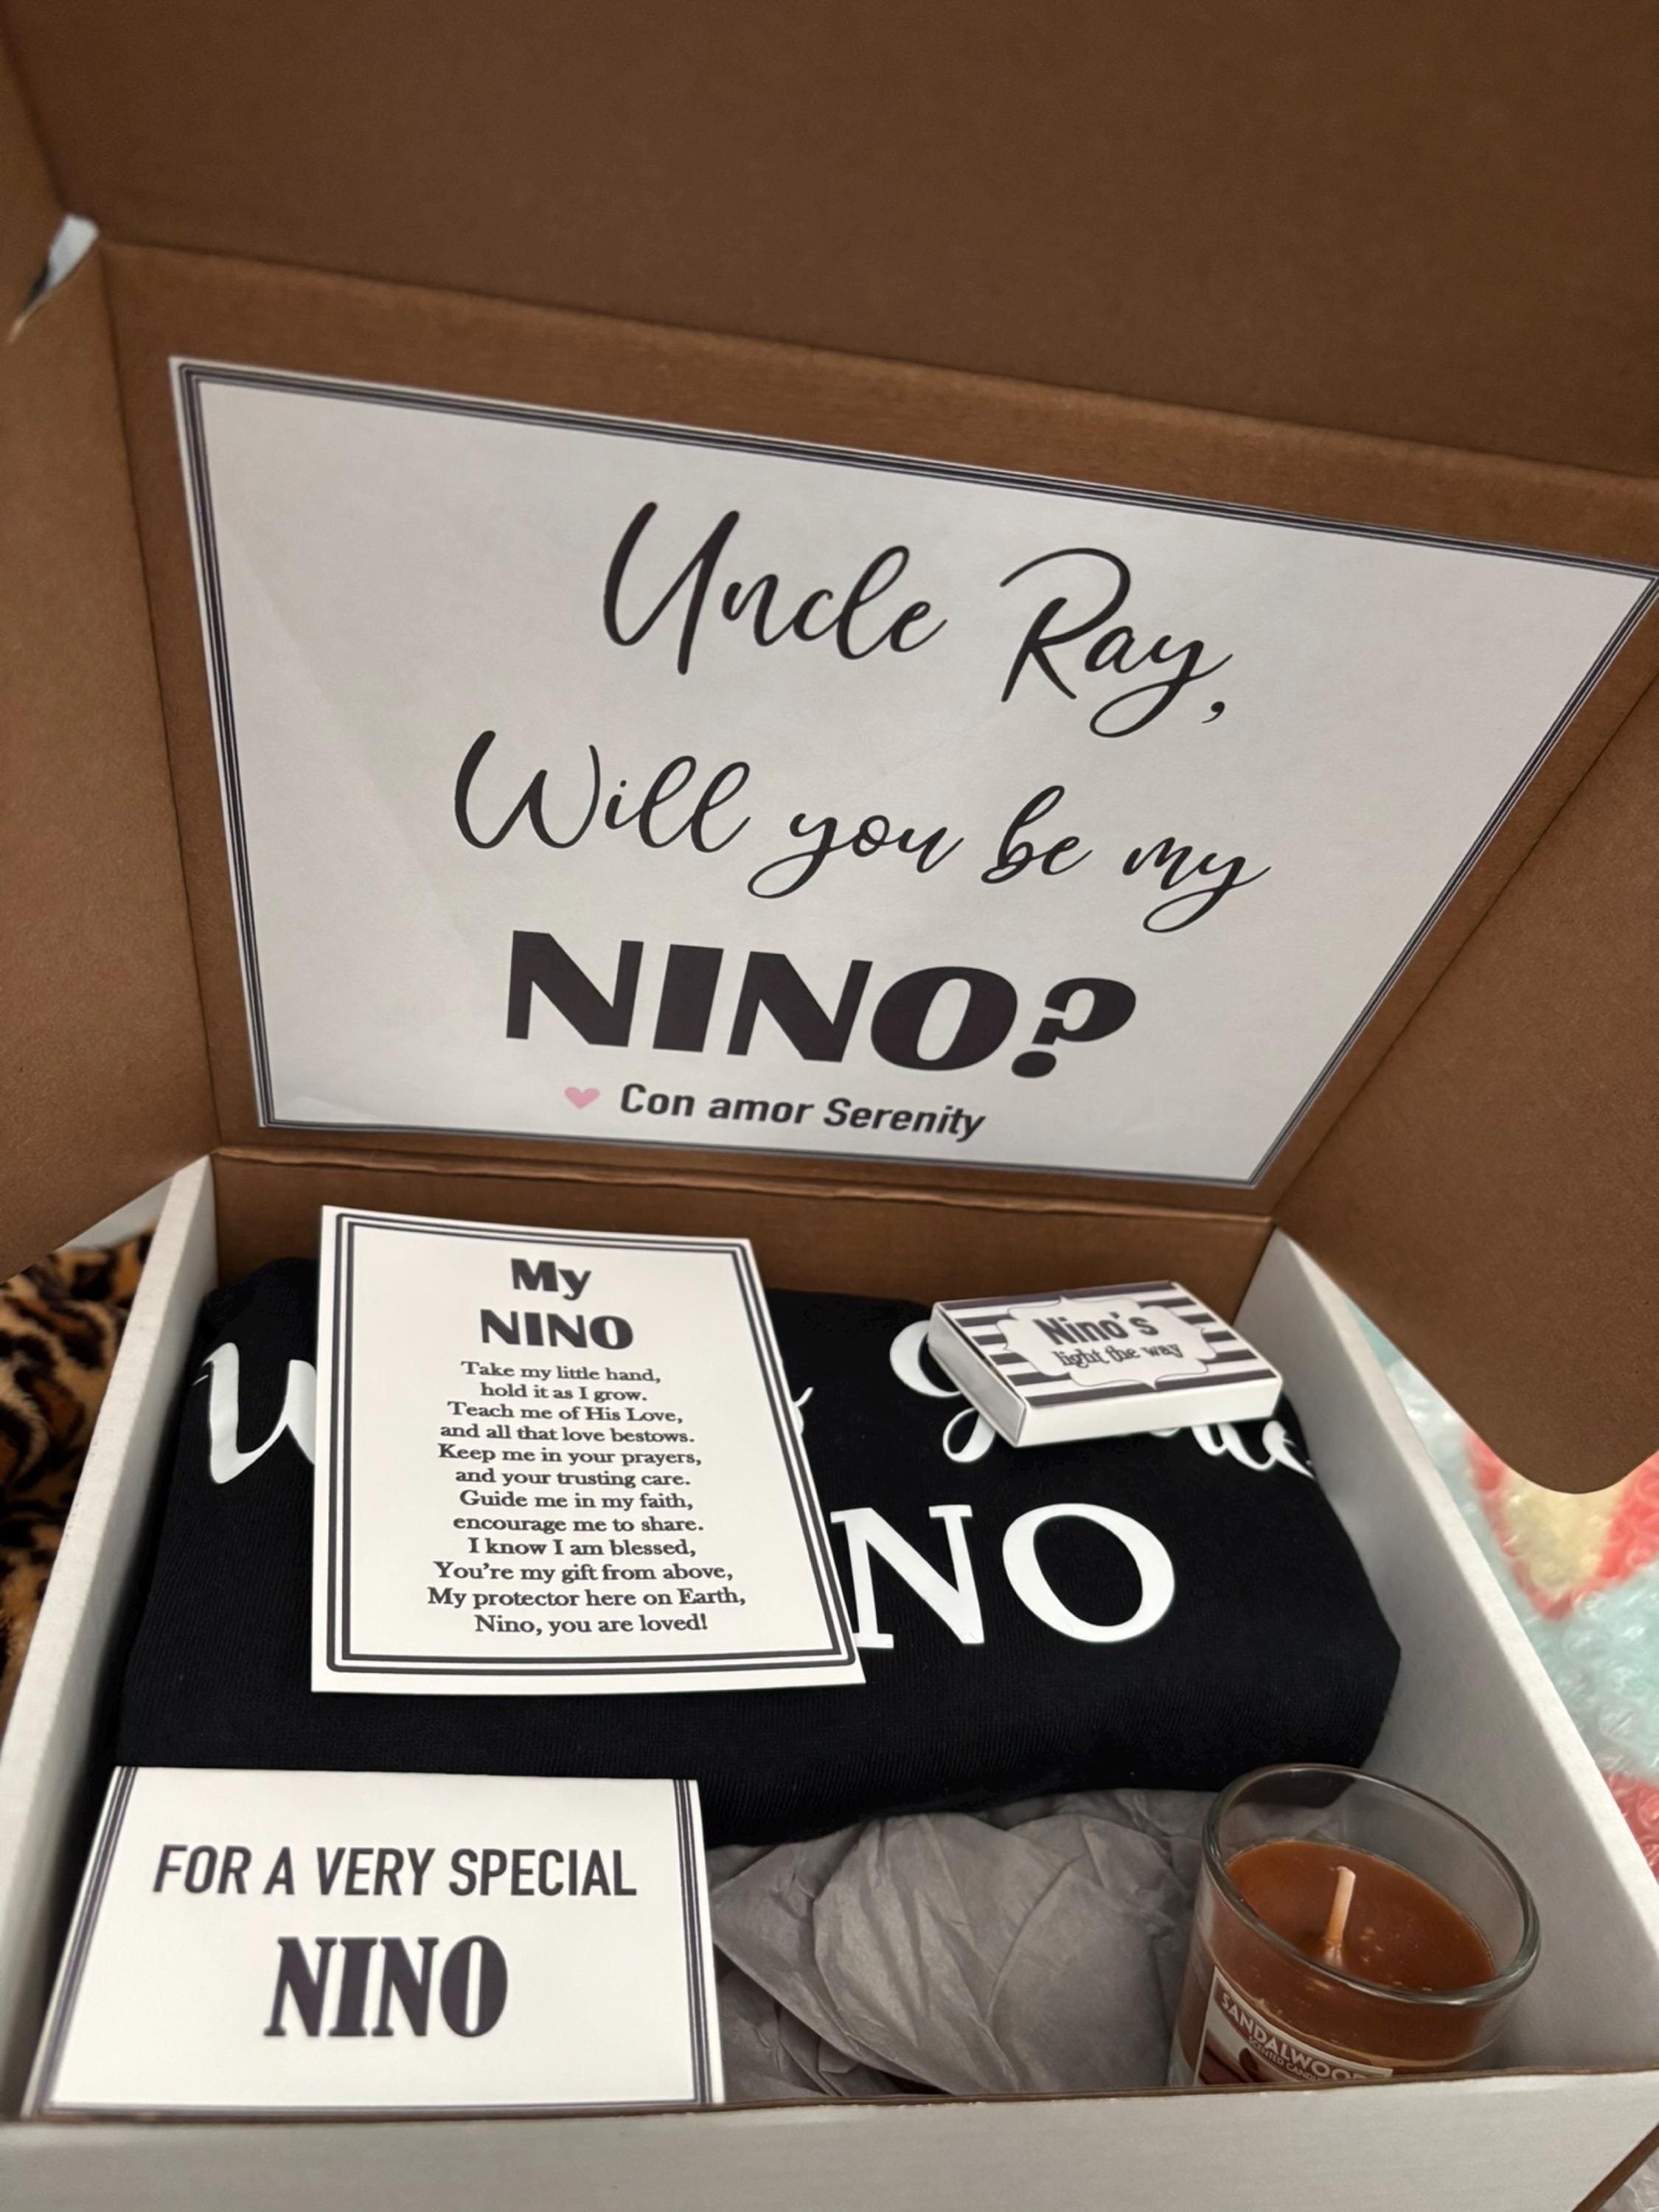 Uncle Ray,
Will you be my
NINO?
Con amor Serenity
My
NINO
Take my little hand,
hold it as I grow.
Teach me of His Love,
and all that love bestows.
Keep me in your prayers,
and your trusting care.
Guide me in my faith,
encourage me to share.
I know I am blessed,
You're my gift from above,
My protector here on Earth,
Nino, you are loved!
Nino's
light the way
NO
FOR A VERY SPECIAL
NINO
SANDALWOOD
SCENTED CANDLE